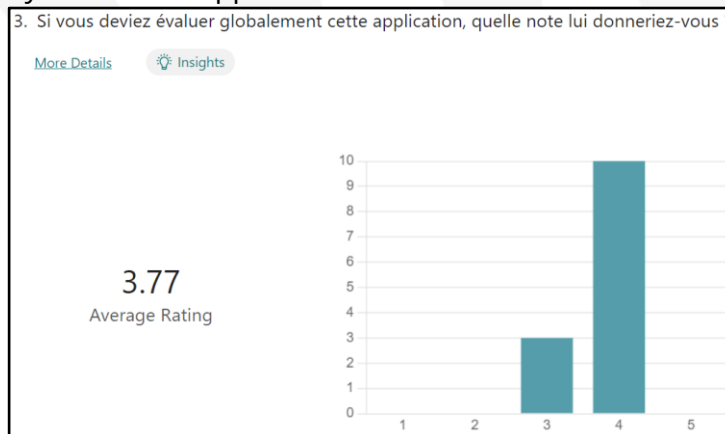 3. Si vous deviez évaluer globalement cette application, quelle note lui donneriez-vous
More Details
Insights
10
9
8
7
6
5
4
3
2
1
0
1 2 3 4 5
3.77
Average Rating